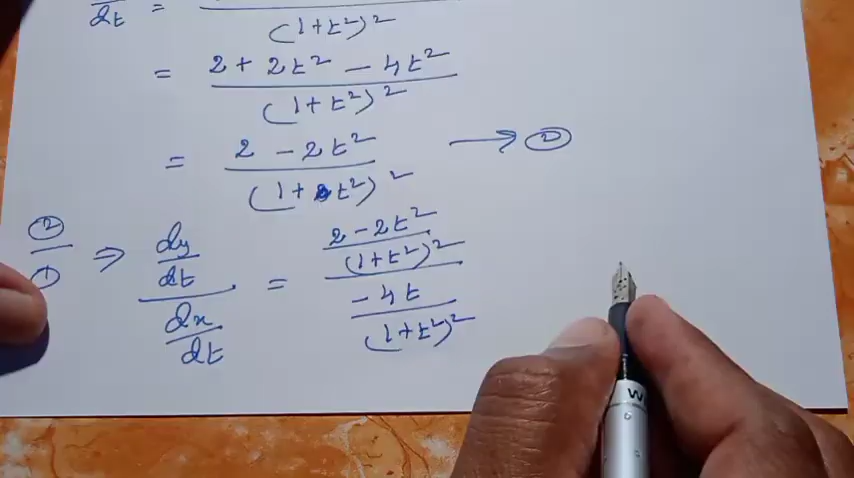 dt =
(1+t²)²
= 2 + 2t² − 4t²
(1+t²)²
= 2 − 2t² → ②
(1+t²)²
②
① ⇒ dy
dt
dx
dt
= 2 − 2t²
(1+t²)²
−4t
(1+t²)²
W